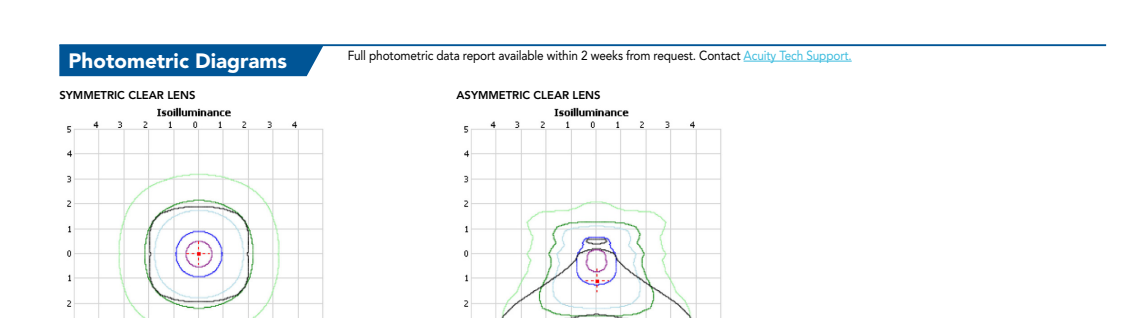 Photometric Diagrams
Full photometric data report available within 2 weeks from request. Contact Acuity Tech Support.
SYMMETRIC CLEAR LENS
Isoilluminance
4 3 2 1 0 1 2 3 4
5
4
3
2
1
0
1
2
ASYMMETRIC CLEAR LENS
Isoilluminance
4 3 2 1 0 1 2 3 4
5
4
3
2
1
0
1
2